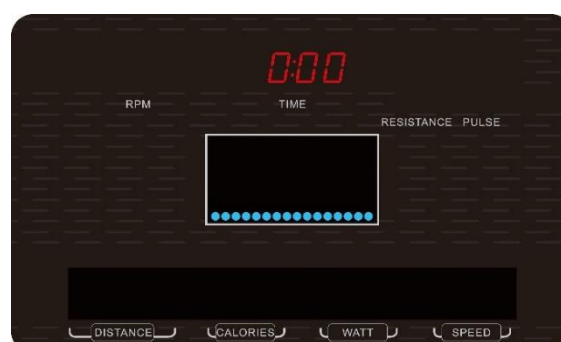 0:00
RPM TIME
RESISTANCE PULSE
DISTANCE CALORIES WATT SPEED